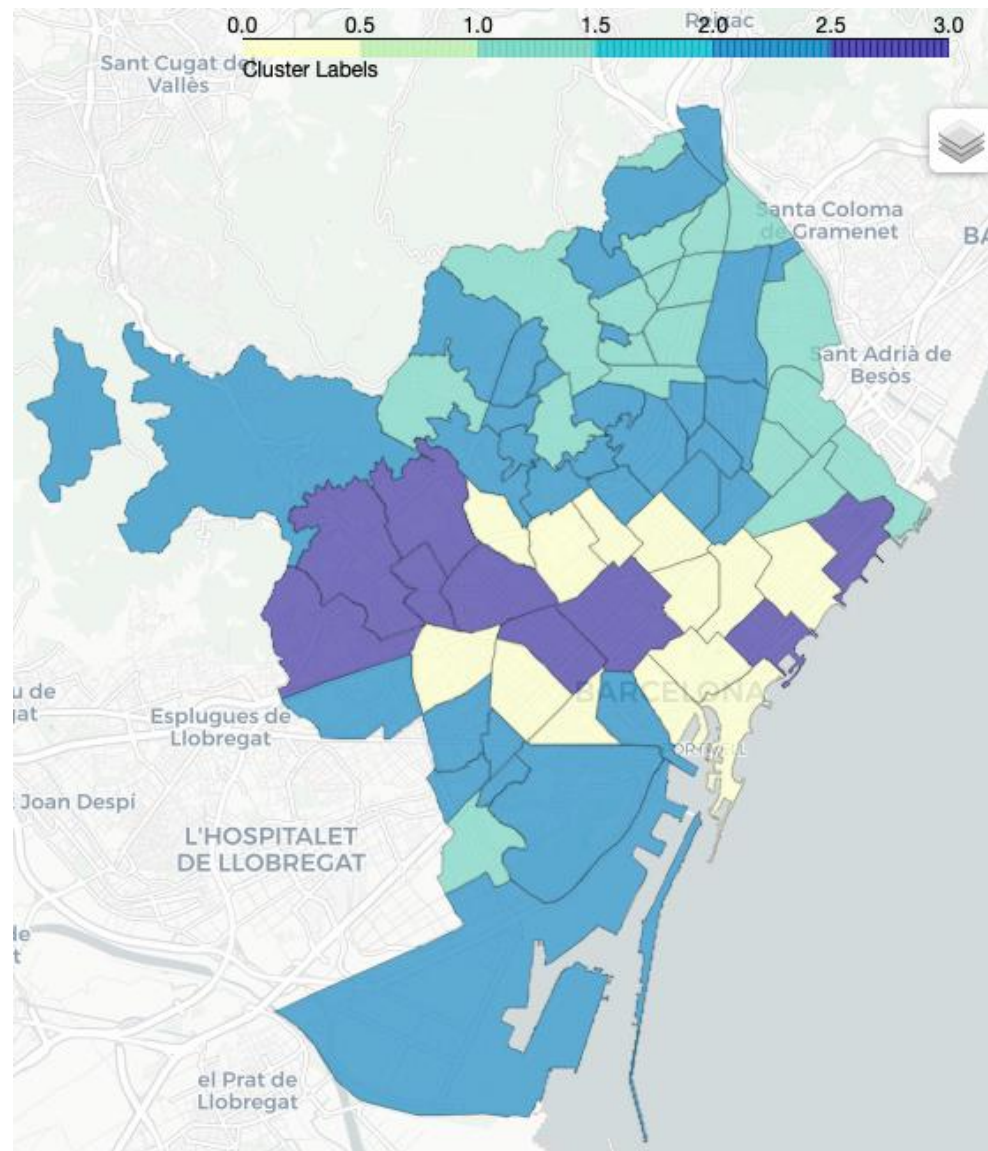 0.0 0.5 1.0 1.5 2.0 2.5 3.0
Cluster Labels
Sant Cugat del
Vallès
Santa Coloma
de Gramenet
BA
Sant Adrià de
Besòs
BARCELONA
Esplugues de
Llobregat
Joan Despí
L'HOSPITALET
DE LLOBREGAT
el Prat de
Llobregat